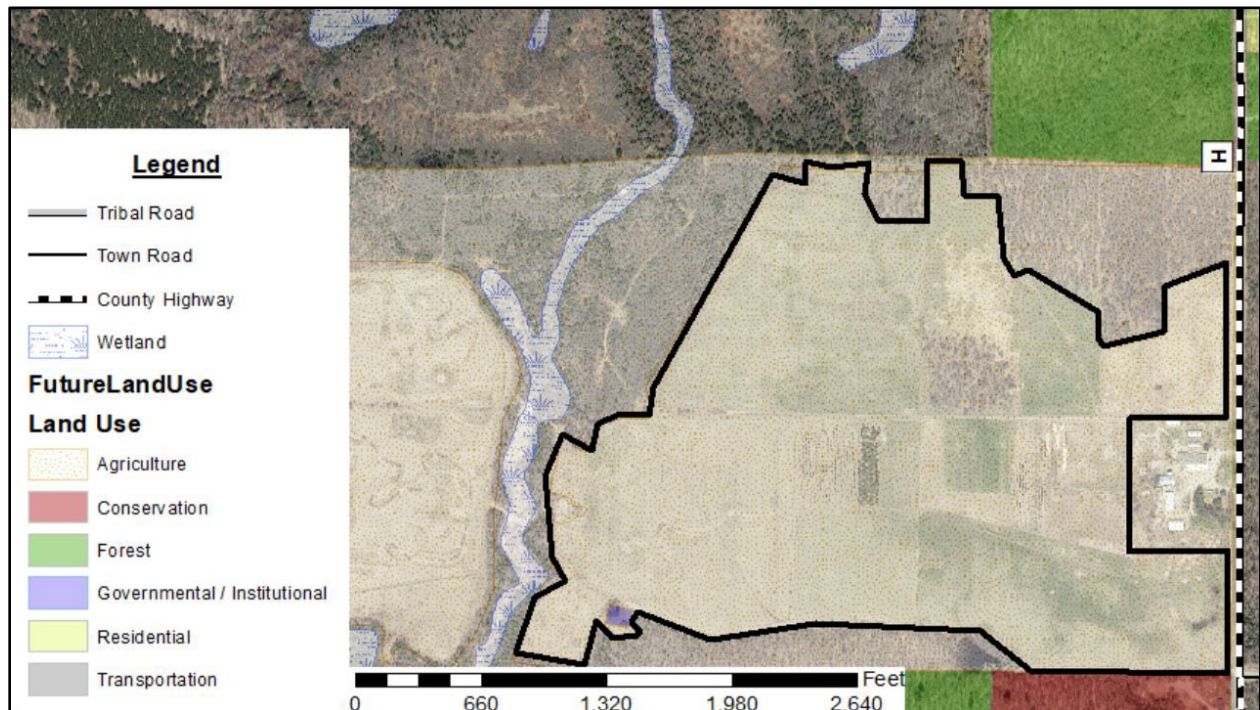 Legend
Tribal Road
Town Road
County Highway
Wetland
FutureLandUse
Land Use
Agriculture
Conservation
Forest
Governmental / Institutional
Residential
Transportation
H
Feet
0 660 1,320 1,980 2,640